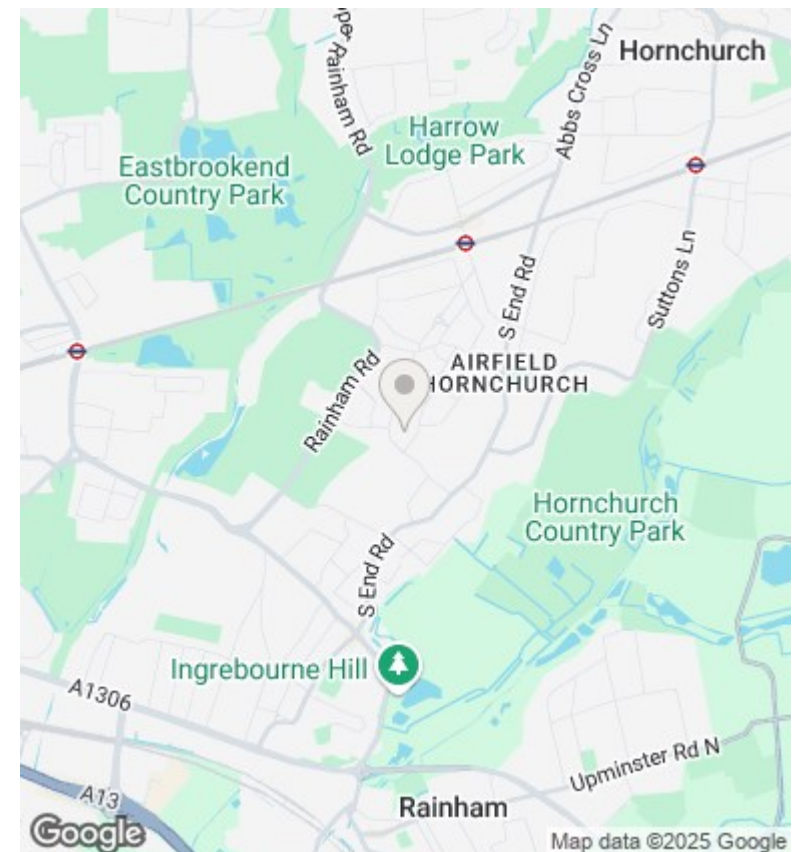 Hornchurch
Abbs Cross Ln
Rainham Rd
Harrow
Lodge Park
Eastbrookend
Country Park
Suttons Ln
S End Rd
AIRFIELD
HORNCHURCH
Rainham Rd
Hornchurch
Country Park
S End Rd
Ingrebourne Hill
A1306
Upminster Rd N
A13
Rainham
Google
Map data ©2025 Google